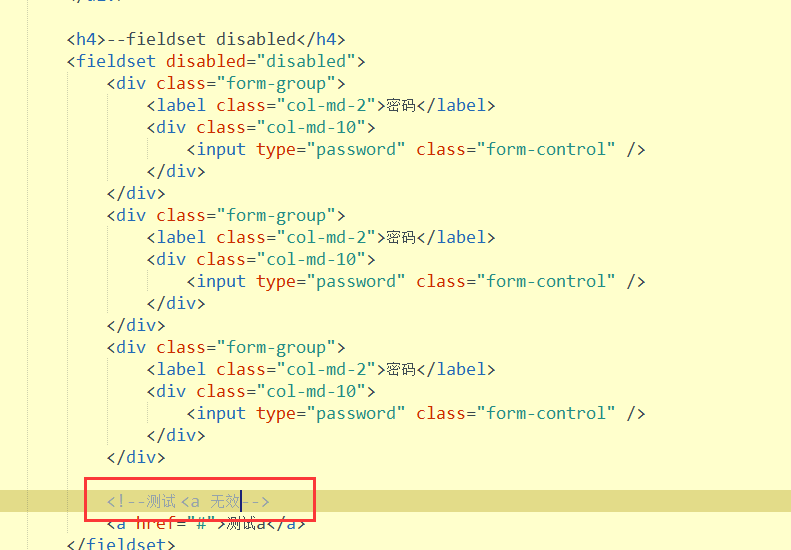 </div>
<h4>--fieldset disabled</h4>
<fieldset disabled="disabled">
<div class="form-group">
<label class="col-md-2">密码</label>
<div class="col-md-10">
<input type="password" class="form-control" />
</div>
</div>
<div class="form-group">
<label class="col-md-2">密码</label>
<div class="col-md-10">
<input type="password" class="form-control" />
</div>
</div>
<div class="form-group">
<label class="col-md-2">密码</label>
<div class="col-md-10">
<input type="password" class="form-control" />
</div>
</div>
<!--测试 <a 无效-->
<a href="#">测试a</a>
</fieldset>